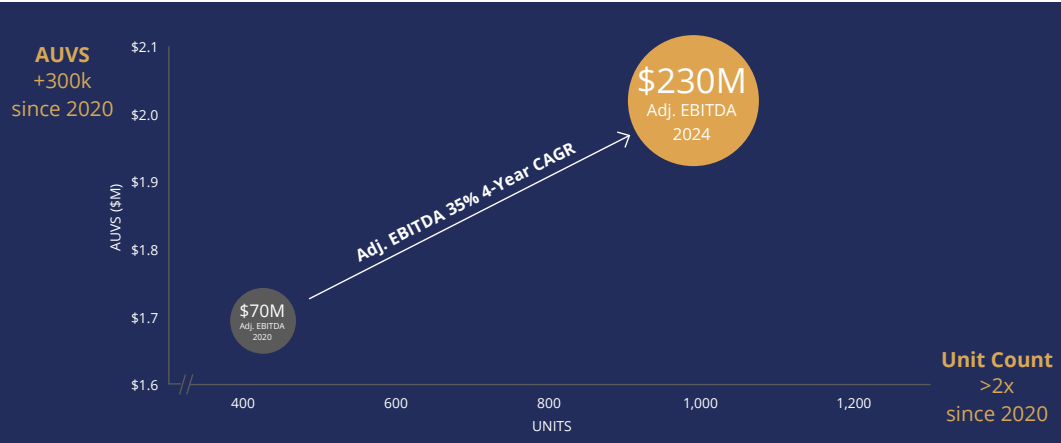 AUVS
+300k
since 2020
AUVS ($M)
$2.1
$2.0
$1.9
$1.8
$1.7
$1.6
$230M
Adj. EBITDA
2024
Adj. EBITDA 35% 4-Year CAGR
$70M
Adj. EBITDA
2020
400
600
800
1,000
1,200
UNITS
Unit Count
>2x
since 2020